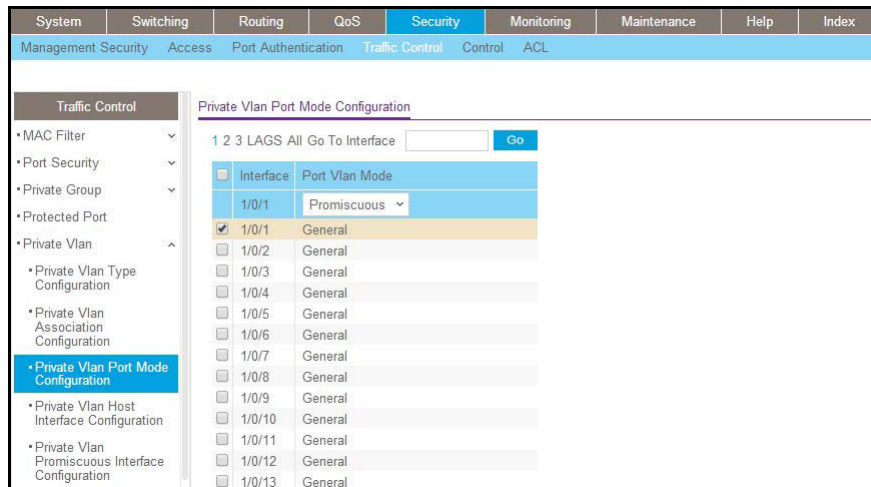 System Switching Routing QoS Security Monitoring Maintenance Help Index
Management Security Access Port Authentication Traffic Control Control ACL
Traffic Control
MAC Filter
Port Security
Private Group
Protected Port
Private Vlan
Private Vlan Type
Configuration
Private Vlan
Association
Configuration
Private Vlan Port Mode
Configuration
Private Vlan Host
Interface Configuration
Private Vlan
Promiscuous Interface
Configuration
Private Vlan Port Mode Configuration
1 2 3 LAGS All Go To Interface Go
Interface Port Vlan Mode
1/0/1 Promiscuous
1/0/1 General
1/0/2 General
1/0/3 General
1/0/4 General
1/0/5 General
1/0/6 General
1/0/7 General
1/0/8 General
1/0/9 General
1/0/10 General
1/0/11 General
1/0/12 General
1/0/13 General